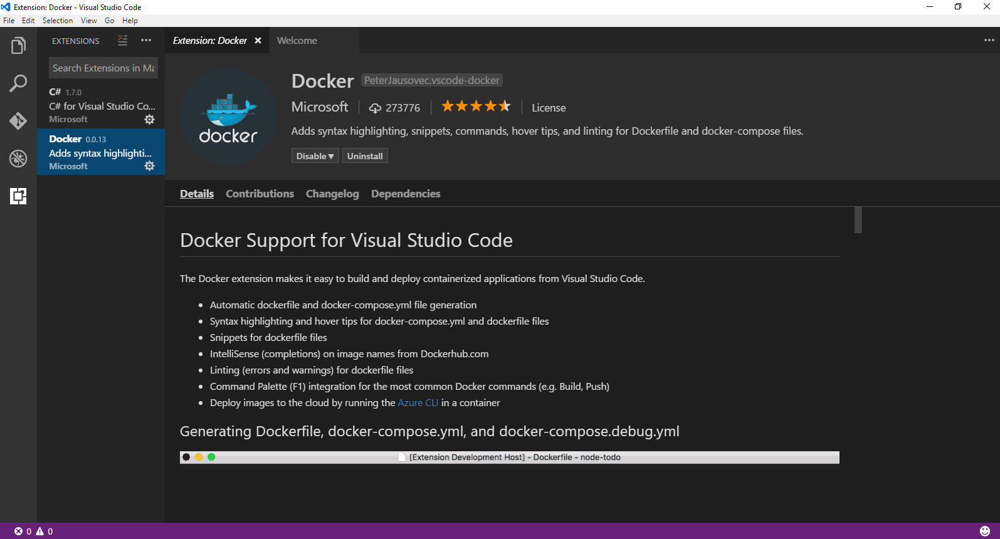 Extension: Docker - Visual Studio Code
File Edit Selection View Go Help
EXTENSIONS
Search Extensions in Ma
C# 1.7.0
C# for Visual Studio Co...
Microsoft
Docker 0.0.13
Adds syntax highlighti...
Microsoft
Extension: Docker Welcome
docker
Docker PeterJausovec.vscode-docker
Microsoft 273776 License
Adds syntax highlighting, snippets, commands, hover tips, and linting for Dockerfile and docker-compose files.
Disable Uninstall
Details Contributions Changelog Dependencies
Docker Support for Visual Studio Code
The Docker extension makes it easy to build and deploy containerized applications from Visual Studio Code.
• Automatic dockerfile and docker-compose.yml file generation
• Syntax highlighting and hover tips for docker-compose.yml and dockerfile files
• Snippets for dockerfile files
• IntelliSense (completions) on image names from Dockerhub.com
• Linting (errors and warnings) for dockerfile files
• Command Palette (F1) integration for the most common Docker commands (e.g. Build, Push)
• Deploy images to the cloud by running the Azure CLI in a container
Generating Dockerfile, docker-compose.yml, and docker-compose.debug.yml
[Extension Development Host] - Dockerfile - node-todo
0 0